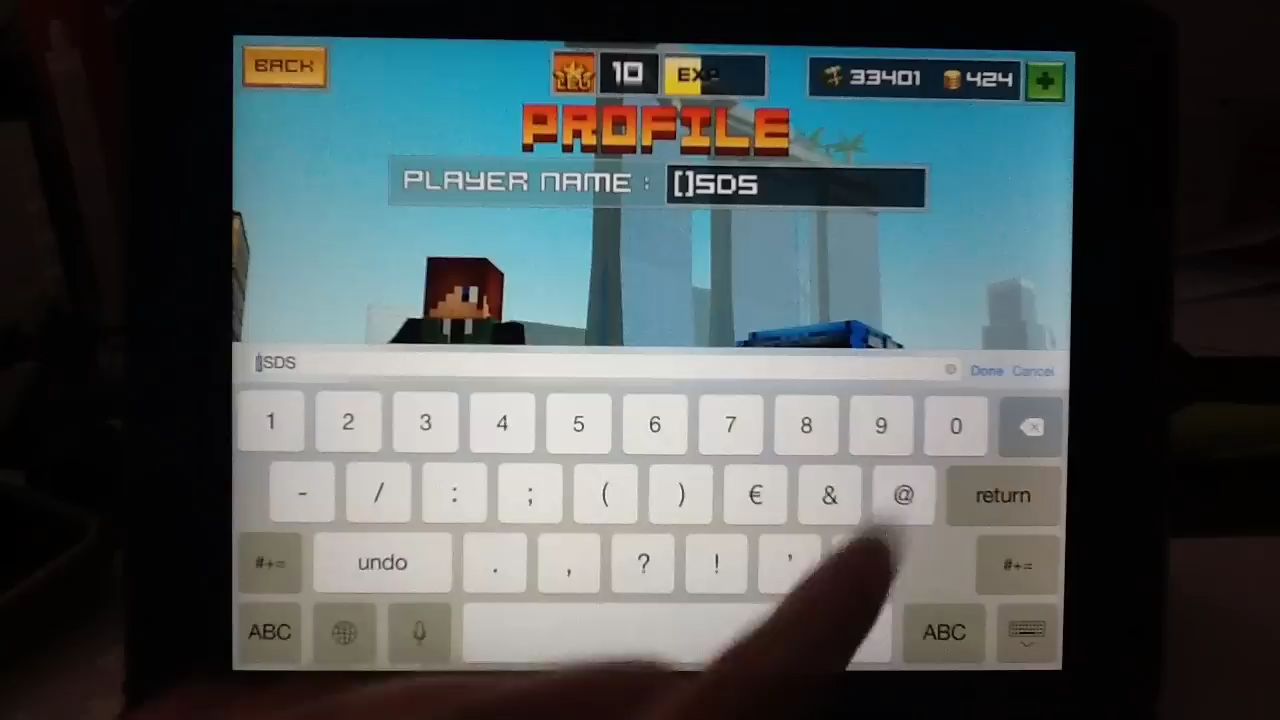 BACK
LEV 10 EXP 33401 424 +
PROFILE
PLAYER NAME : []SDS
[]SDS Done Cancel
1 2 3 4 5 6 7 8 9 0
- / : ; ( ) € & @ return
#+= undo . , ? ! ' #+=
ABC ABC